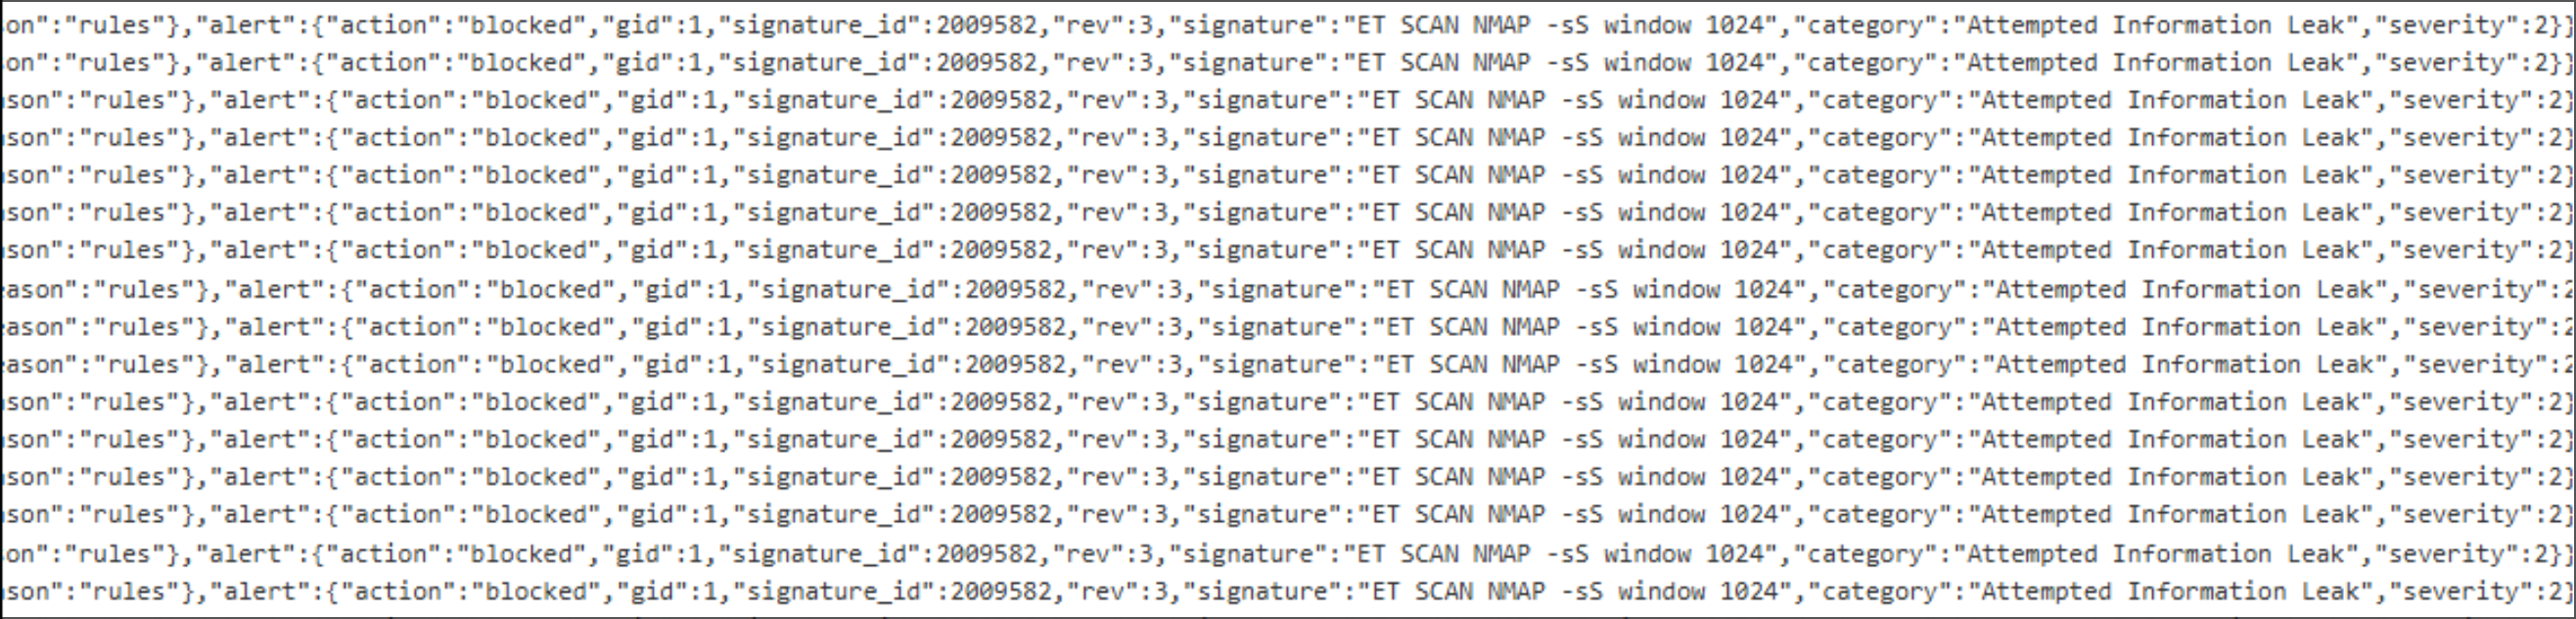 on":"rules"},"alert":{"action":"blocked","gid":1,"signature_id":2009582,"rev":3,"signature":"ET SCAN NMAP -sS window 1024","category":"Attempted Information Leak","severity":2}}
on":"rules"},"alert":{"action":"blocked","gid":1,"signature_id":2009582,"rev":3,"signature":"ET SCAN NMAP -sS window 1024","category":"Attempted Information Leak","severity":2}}
son":"rules"},"alert":{"action":"blocked","gid":1,"signature_id":2009582,"rev":3,"signature":"ET SCAN NMAP -sS window 1024","category":"Attempted Information Leak","severity":2}
son":"rules"},"alert":{"action":"blocked","gid":1,"signature_id":2009582,"rev":3,"signature":"ET SCAN NMAP -sS window 1024","category":"Attempted Information Leak","severity":2}
son":"rules"},"alert":{"action":"blocked","gid":1,"signature_id":2009582,"rev":3,"signature":"ET SCAN NMAP -sS window 1024","category":"Attempted Information Leak","severity":2}
son":"rules"},"alert":{"action":"blocked","gid":1,"signature_id":2009582,"rev":3,"signature":"ET SCAN NMAP -sS window 1024","category":"Attempted Information Leak","severity":2}
son":"rules"},"alert":{"action":"blocked","gid":1,"signature_id":2009582,"rev":3,"signature":"ET SCAN NMAP -sS window 1024","category":"Attempted Information Leak","severity":2}
eason":"rules"},"alert":{"action":"blocked","gid":1,"signature_id":2009582,"rev":3,"signature":"ET SCAN NMAP -sS window 1024","category":"Attempted Information Leak","severity":2
eason":"rules"},"alert":{"action":"blocked","gid":1,"signature_id":2009582,"rev":3,"signature":"ET SCAN NMAP -sS window 1024","category":"Attempted Information Leak","severity":2
eason":"rules"},"alert":{"action":"blocked","gid":1,"signature_id":2009582,"rev":3,"signature":"ET SCAN NMAP -sS window 1024","category":"Attempted Information Leak","severity":2
son":"rules"},"alert":{"action":"blocked","gid":1,"signature_id":2009582,"rev":3,"signature":"ET SCAN NMAP -sS window 1024","category":"Attempted Information Leak","severity":2}
son":"rules"},"alert":{"action":"blocked","gid":1,"signature_id":2009582,"rev":3,"signature":"ET SCAN NMAP -sS window 1024","category":"Attempted Information Leak","severity":2}
son":"rules"},"alert":{"action":"blocked","gid":1,"signature_id":2009582,"rev":3,"signature":"ET SCAN NMAP -sS window 1024","category":"Attempted Information Leak","severity":2}
son":"rules"},"alert":{"action":"blocked","gid":1,"signature_id":2009582,"rev":3,"signature":"ET SCAN NMAP -sS window 1024","category":"Attempted Information Leak","severity":2}
on":"rules"},"alert":{"action":"blocked","gid":1,"signature_id":2009582,"rev":3,"signature":"ET SCAN NMAP -sS window 1024","category":"Attempted Information Leak","severity":2}}
son":"rules"},"alert":{"action":"blocked","gid":1,"signature_id":2009582,"rev":3,"signature":"ET SCAN NMAP -sS window 1024","category":"Attempted Information Leak","severity":2}